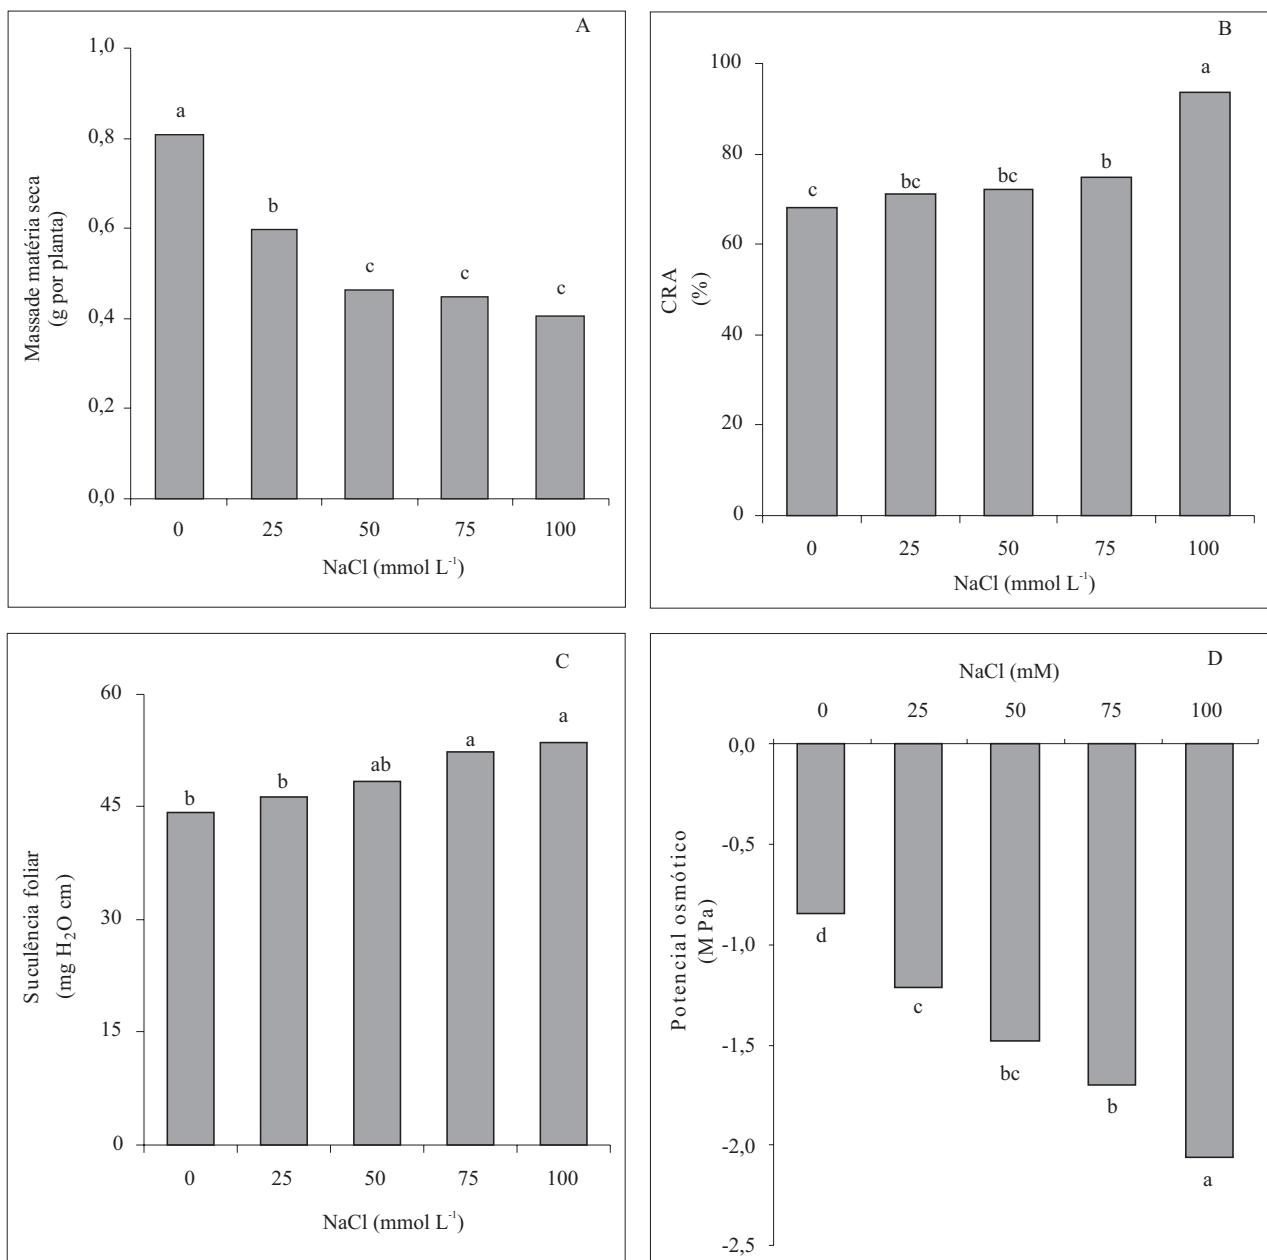 A
Massade matéria seca
(g por planta)
1,0
0,8
0,6
0,4
0,2
0,0
a
b
c
c
c
0 25 50 75 100
NaCl (mmol L⁻¹)
B
CRA
(%)
100
80
60
40
20
0
c
bc
bc
b
a
0 25 50 75 100
NaCl (mmol L⁻¹)
C
Suculência foliar
(mg H₂O cm)
60
45
30
15
0
b
b
ab
a
a
0 25 50 75 100
NaCl (mmol L⁻¹)
D
NaCl (mM)
0 25 50 75 100
Potencial osmótico
(MPa)
0,0
-0,5
-1,0
-1,5
-2,0
-2,5
d
c
bc
b
a